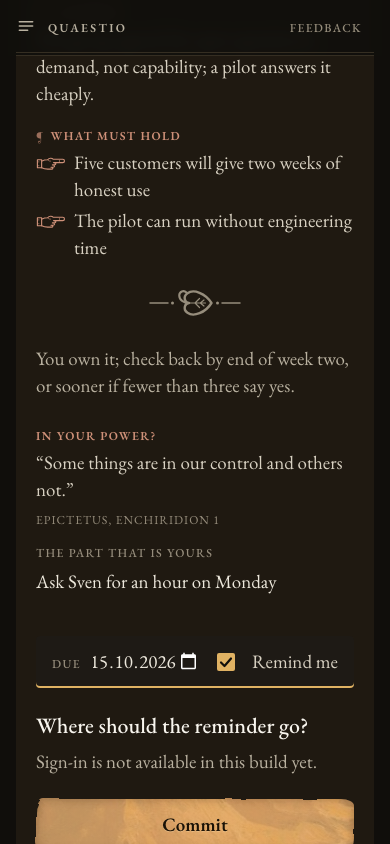 QUAESTIO
FEEDBACK
demand, not capability; a pilot answers it
cheaply.
¶ WHAT MUST HOLD
☞ Five customers will give two weeks of
honest use
☞ The pilot can run without engineering
time
You own it; check back by end of week two,
or sooner if fewer than three say yes.
IN YOUR POWER?
“Some things are in our control and others
not.”
EPICTETUS, ENCHIRIDION 1
THE PART THAT IS YOURS
Ask Sven for an hour on Monday
DUE 15.10.2026 Remind me
Where should the reminder go?
Sign-in is not available in this build yet.
Commit